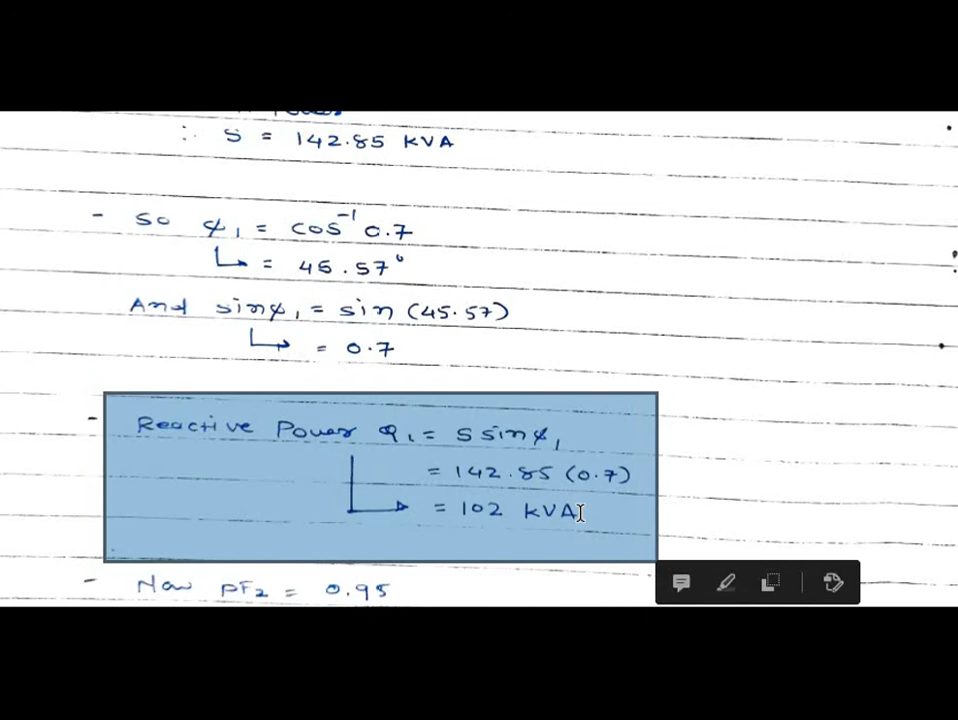 ∴ S = 142.85 KVA
- So φ₁ = cos⁻¹ 0.7
= 45.57°
And sinφ₁ = sin (45.57)
= 0.7
- Reactive Power Q₁ = S sinφ₁
= 142.85 (0.7)
= 102 KVA
- Now PF₂ = 0.95